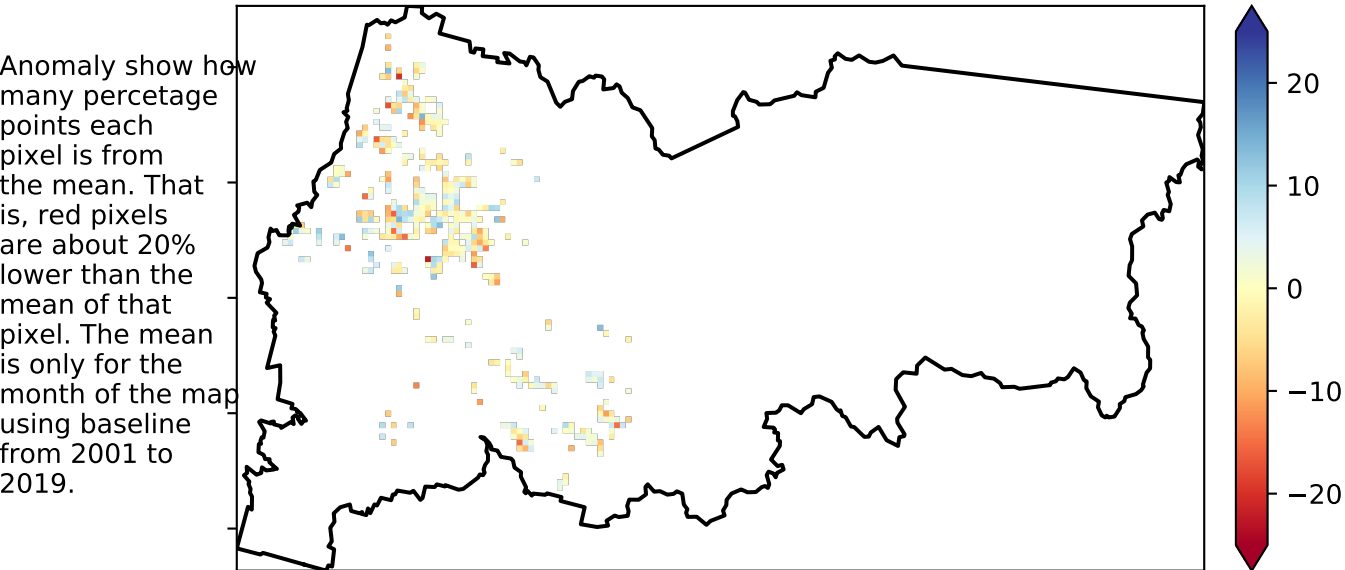 Anomaly show how
many percetage
points each
pixel is from
the mean. That
is, red pixels
are about 20%
lower than the
mean of that
pixel. The mean
is only for the
month of the map
using baseline
from 2001 to
2019.
20
10
0
−10
−20